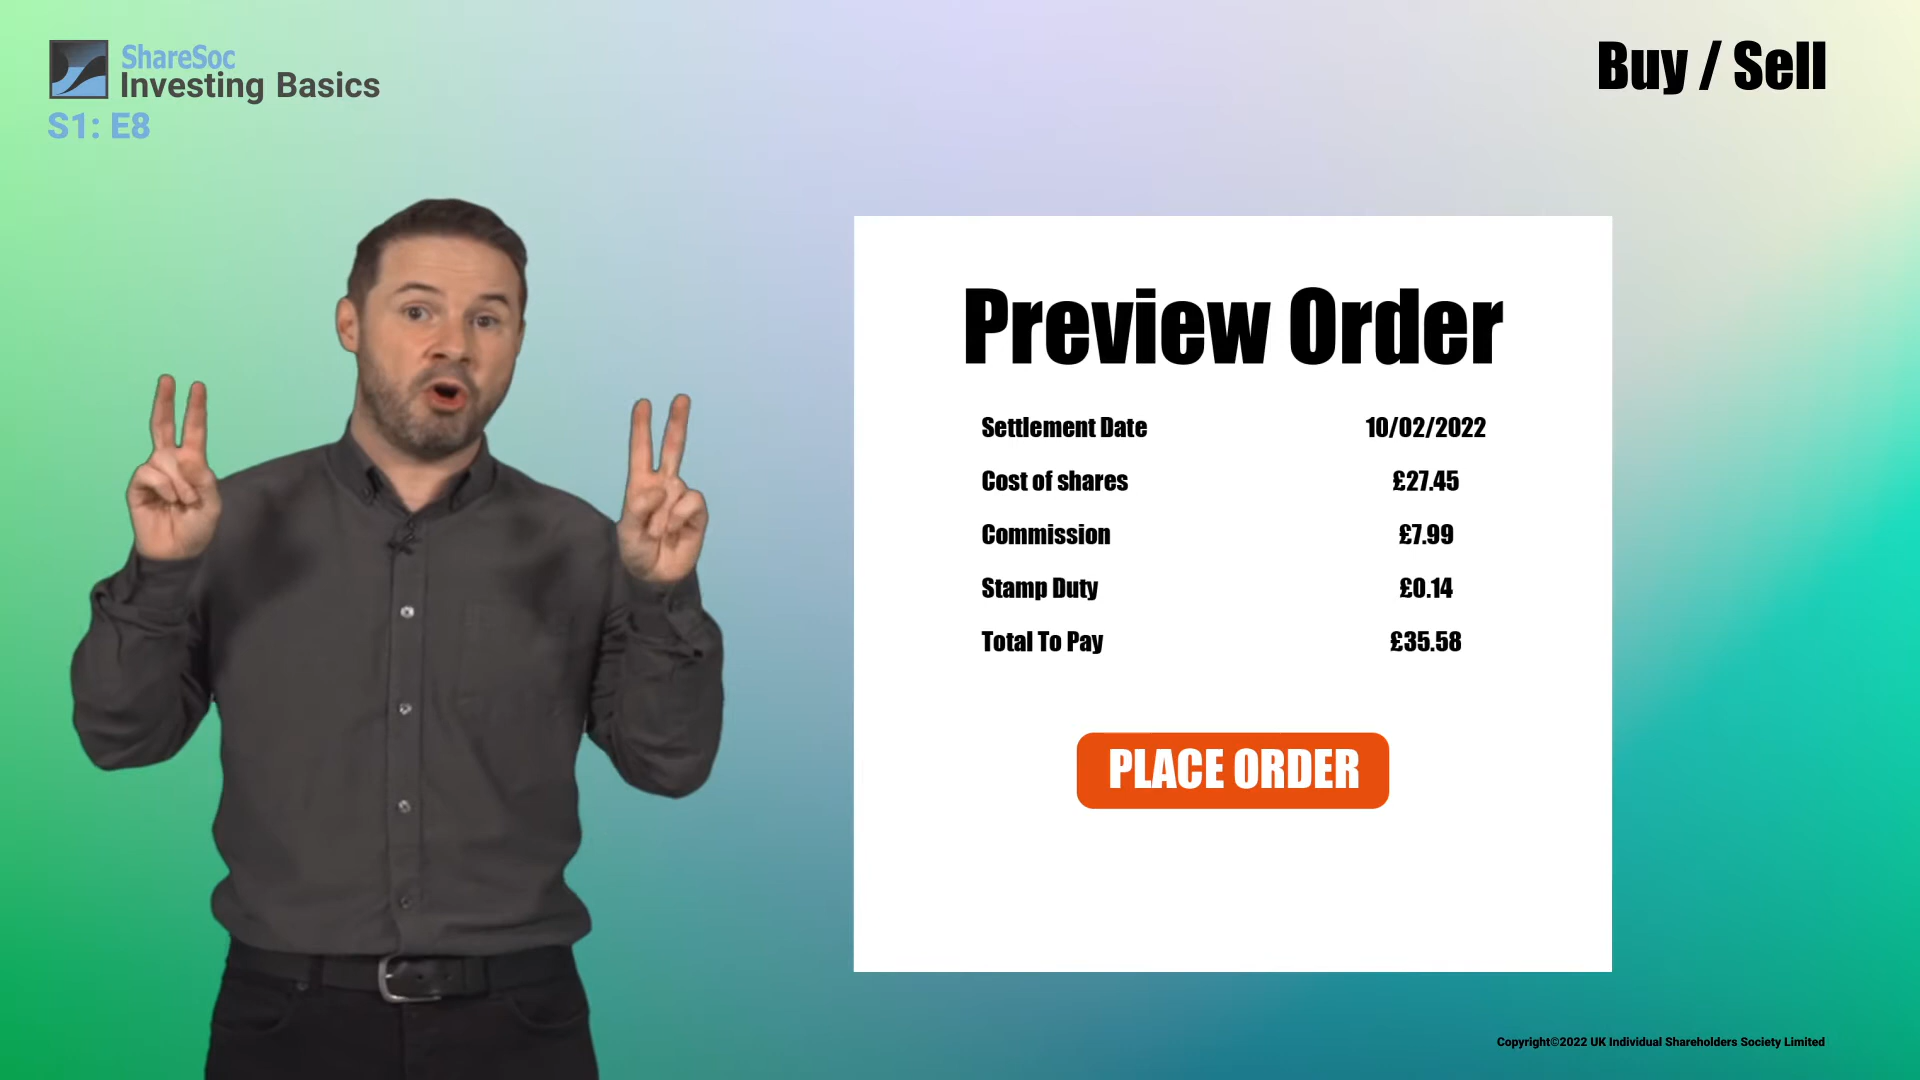 ShareSoc
Investing Basics
S1: E8
Buy / Sell
Preview Order
Settlement Date 10/02/2022
Cost of shares £27.45
Commission £7.99
Stamp Duty £0.14
Total To Pay £35.58
PLACE ORDER
Copyright©2022 UK Individual Shareholders Society Limited